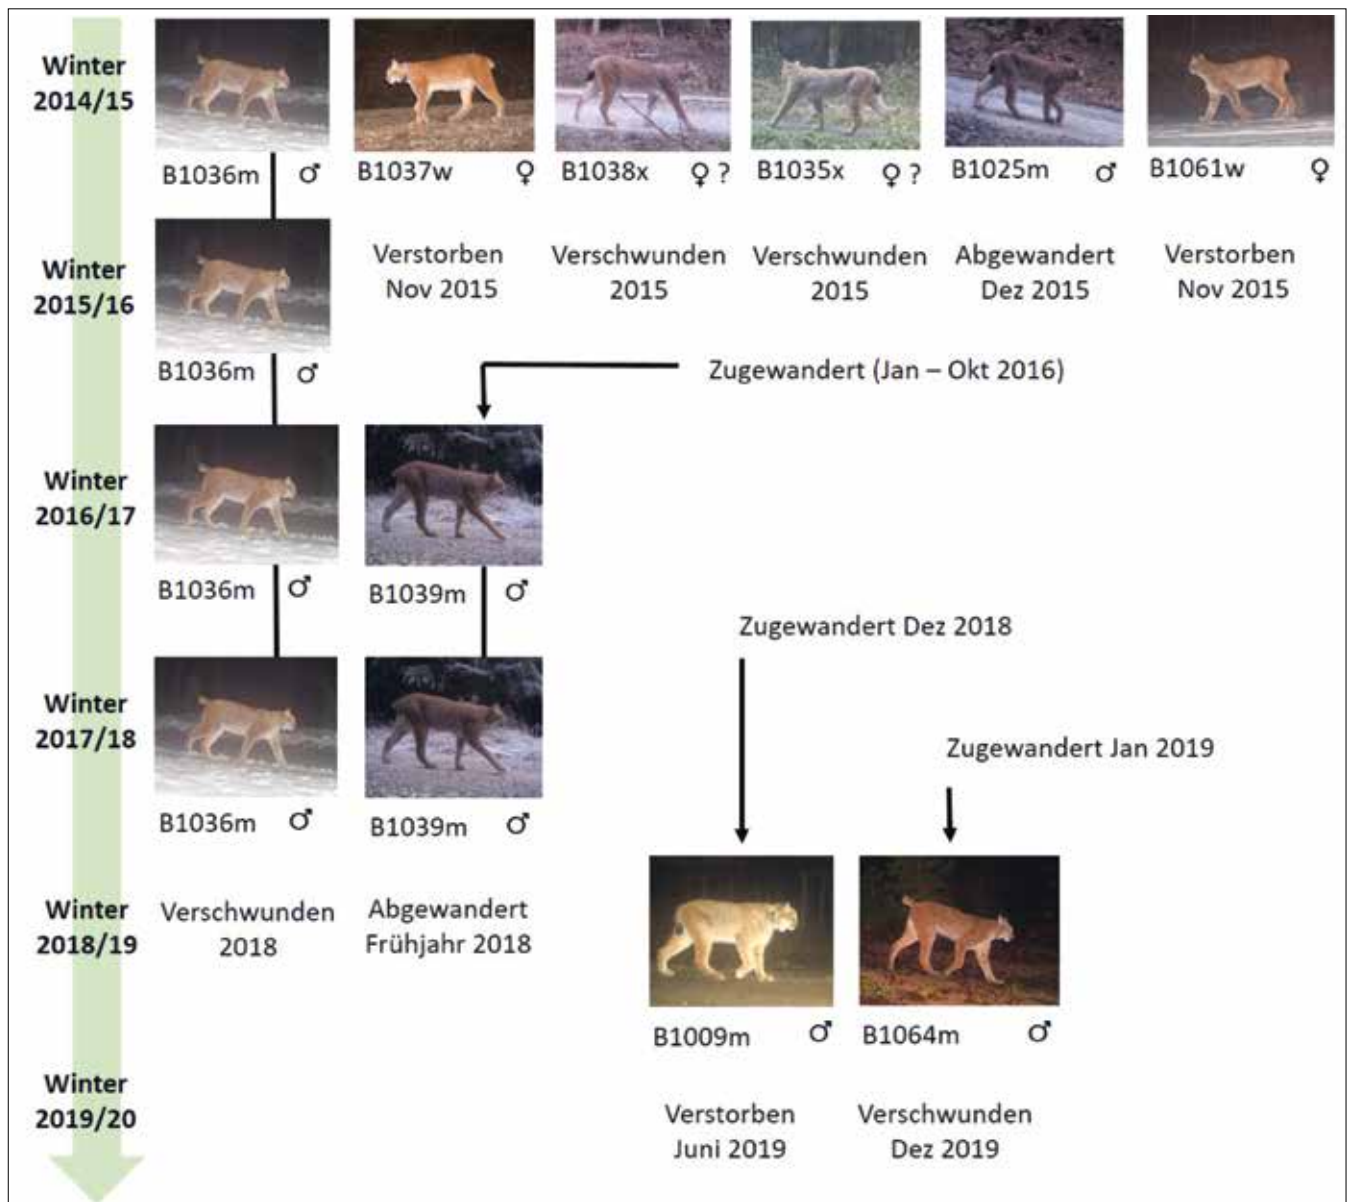 Winter
2014/15
B1036m ♂
B1037w ♀
B1038x ♀ ?
B1035x ♀ ?
B1025m ♂
B1061w ♀
Winter
2015/16
B1036m ♂
Verstorben
Nov 2015
Verschwunden
2015
Verschwunden
2015
Abgewandert
Dez 2015
Verstorben
Nov 2015
Zugewandert (Jan – Okt 2016)
Winter
2016/17
B1036m ♂
B1039m ♂
Zugewandert Dez 2018
Winter
2017/18
B1036m ♂
B1039m ♂
Zugewandert Jan 2019
Winter
2018/19
Verschwunden
2018
Abgewandert
Frühjahr 2018
B1009m ♂
B1064m ♂
Winter
2019/20
Verstorben
Juni 2019
Verschwunden
Dez 2019